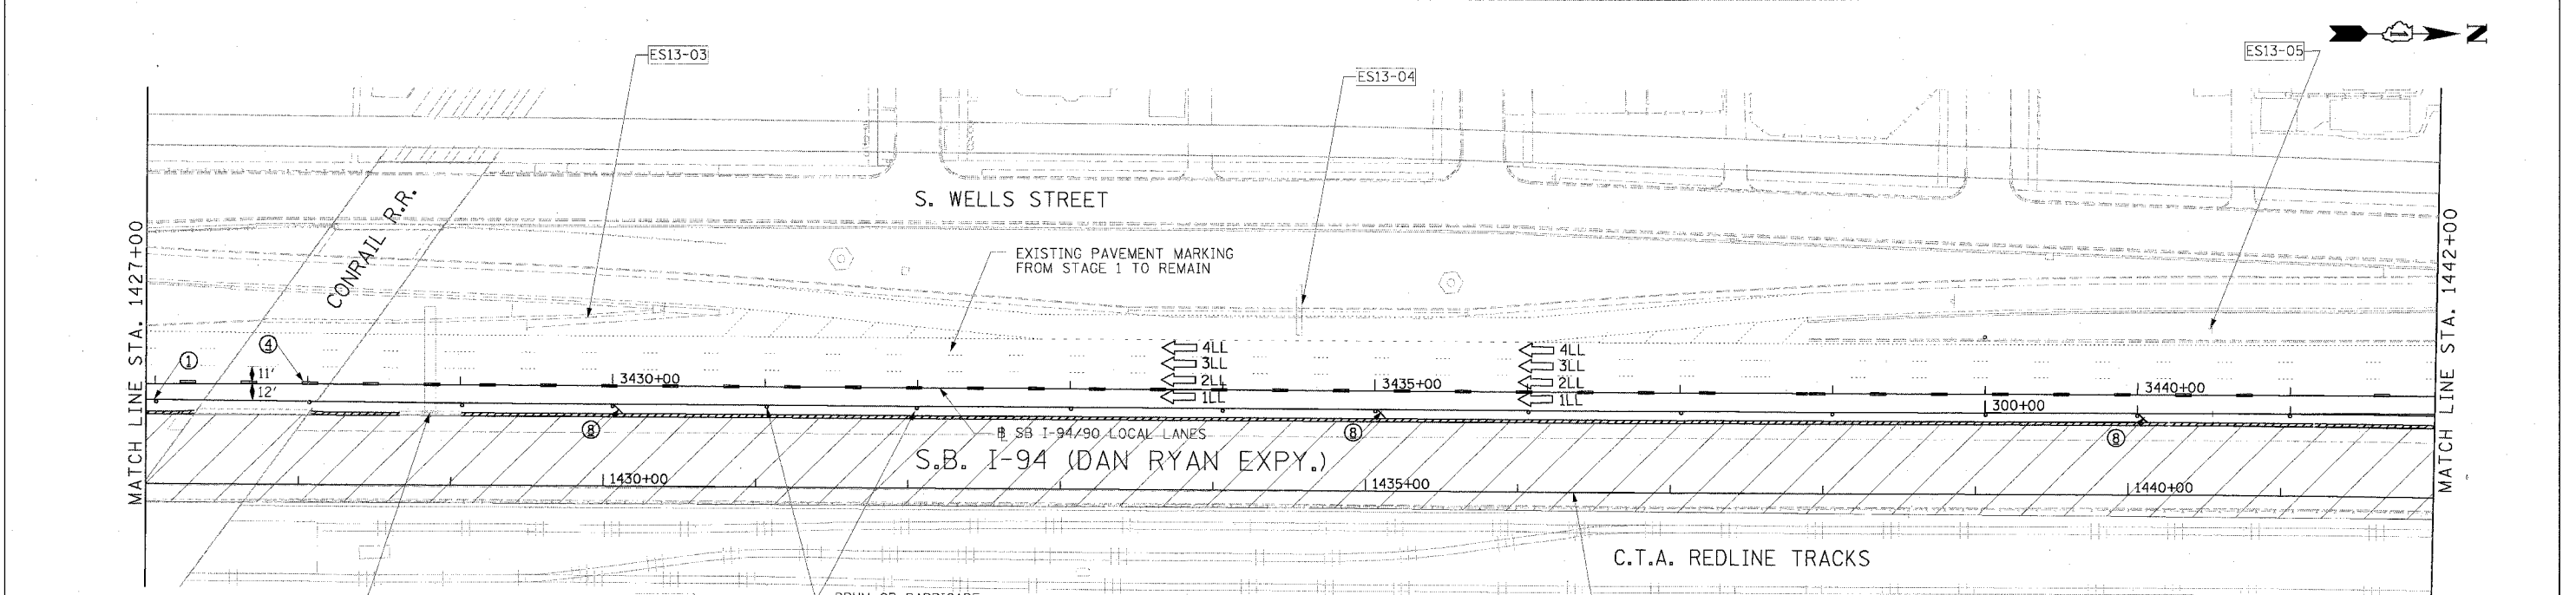 ES13-03
ES13-04
ES13-05
N
S. WELLS STREET
CONRAIL R.R.
EXISTING PAVEMENT MARKING
FROM STAGE 1 TO REMAIN
MATCH LINE STA. 1427+00
MATCH LINE STA. 1442+00
1
4
11'
12'
3430+00
4LL
3LL
2LL
1LL
4LL
3LL
2LL
1LL
3435+00
3440+00
300+00
8
8
8
B SB I-94/90 LOCAL LANES
S.B. I-94 (DAN RYAN EXPY.)
1430+00
1435+00
1440+00
C.T.A. REDLINE TRACKS
DRUM OR BARRICADE